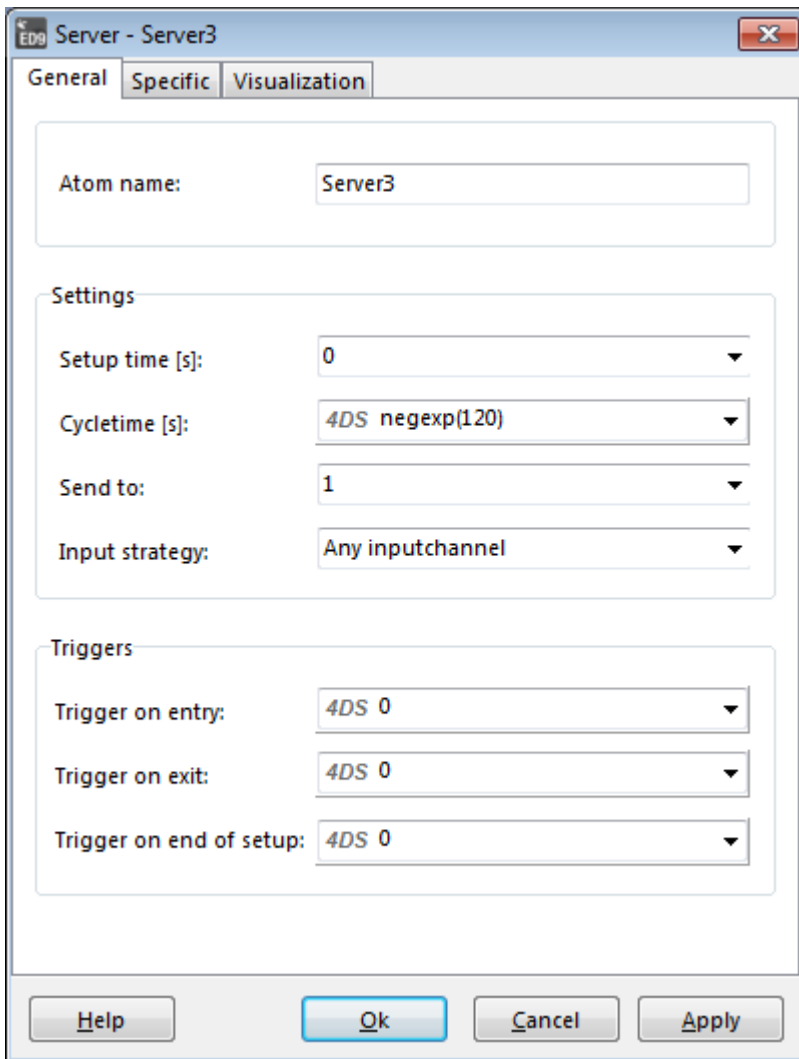 ED9 Server - Server3
General Specific Visualization
Atom name: Server3
Settings
Setup time [s]: 0
Cycletime [s]: 4DS negexp(120)
Send to: 1
Input strategy: Any inputchannel
Triggers
Trigger on entry: 4DS 0
Trigger on exit: 4DS 0
Trigger on end of setup: 4DS 0
Help Ok Cancel Apply